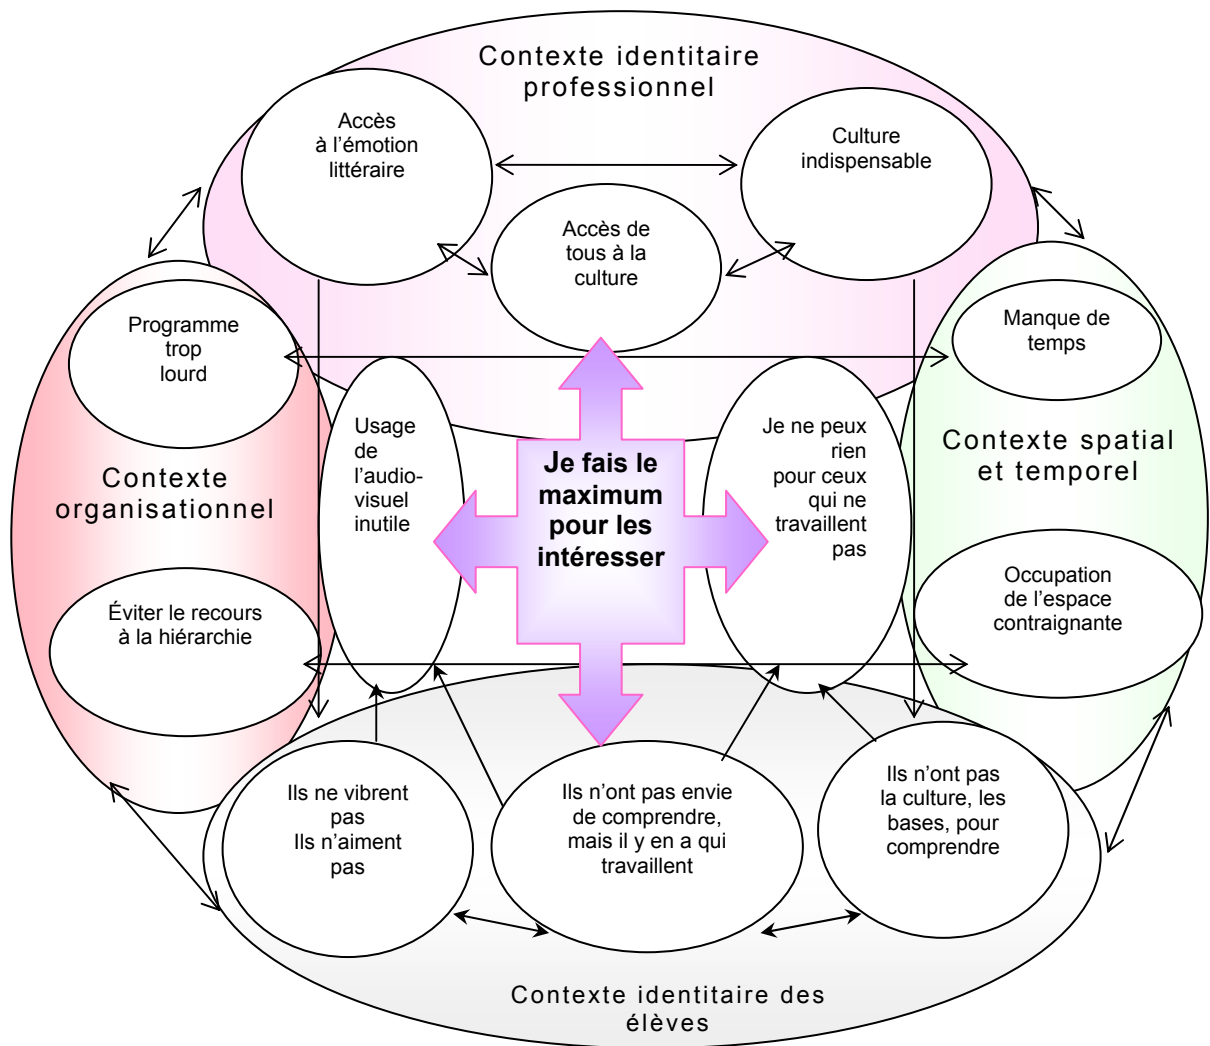 Contexte identitaire
professionnel
Accès
à l'émotion
littéraire
Culture
indispensable
Accès de
tous à la
culture
Programme
trop
lourd
Manque de
temps
Usage
de
l'audio-
visuel
inutile
Je fais le
maximum
pour les
intéresser
Je ne peux
rien
pour ceux
qui ne
travaillent
pas
Contexte
organisationnel
Contexte spatial
et temporel
Éviter le recours
à la hiérarchie
Occupation
de l'espace
contraignante
Ils ne vibrent
pas
Ils n'aiment
pas
Ils n'ont pas envie
de comprendre,
mais il y en a qui
travaillent
Ils n'ont pas
la culture, les
bases, pour
comprendre
Contexte identitaire des
élèves